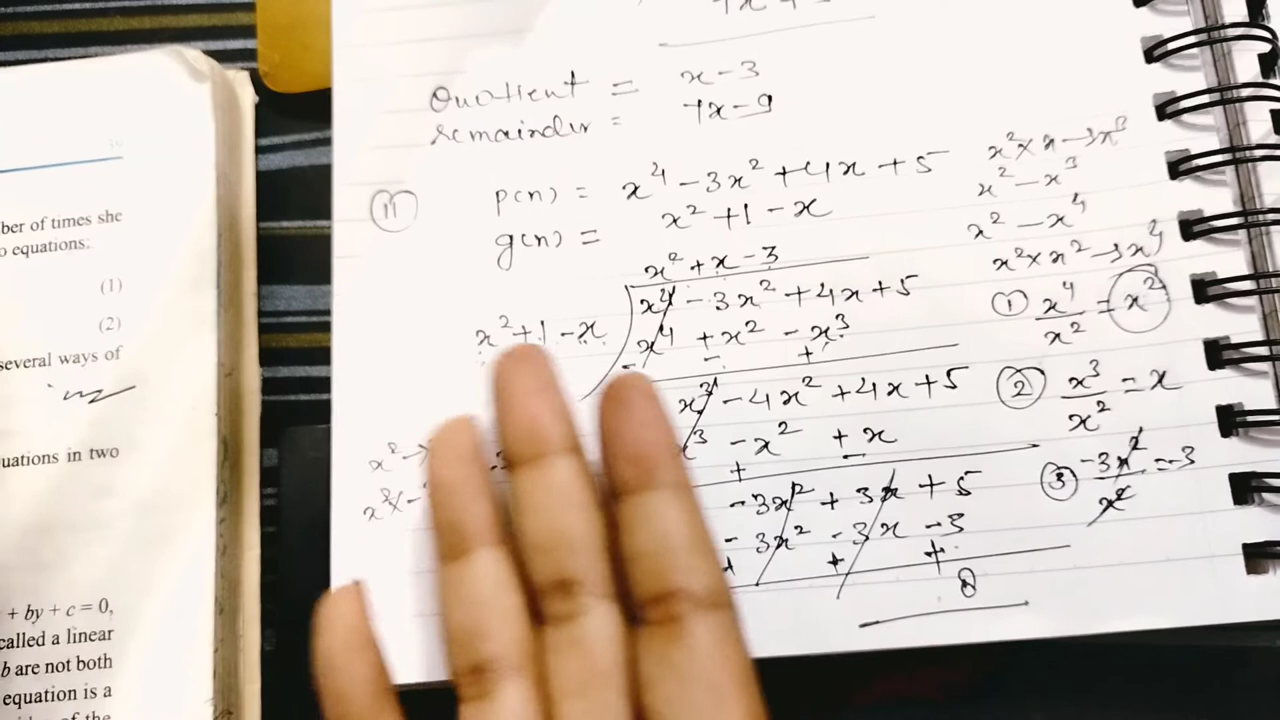 39
ber of times she
o equations:
(1)
(2)
several ways of
uations in two
+ by + c = 0,
called a linear
b are not both
equation is a
Quotient = x - 3
remainder = 7x - 9
(ii) p(n) = x⁴ - 3x² + 4x + 5
g(n) = x² + 1 - x
x² + x - 3
x² + 1 - x ) x⁴ - 3x² + 4x + 5
x⁴ + x² - x³
- - +
x³ - 4x² + 4x + 5
³ - x² + x
+ -
-3x² + 3x + 5
- 3x² - 3x - 3
+ + +
8
x² × x → x³
x² - x³
x² - x⁴
x² × x² → x⁴
① x⁴/x² = x²
② x³/x² = x
③ -3x²/x² = -3
x² →